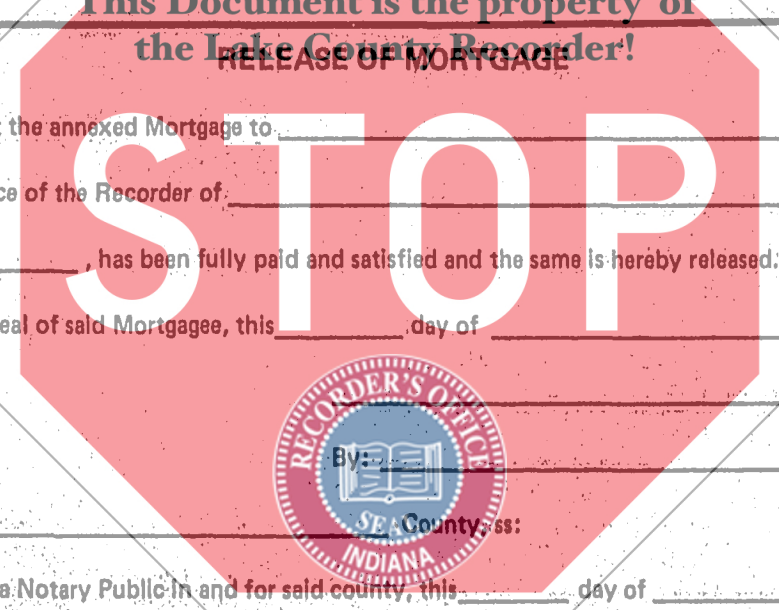 This Document is the property of
the Lake County Recorder!
RELEASE OF MORTGAGE
the annexed Mortgage to
ce of the Recorder of
, has been fully paid and satisfied and the same is hereby released.
STOP
eal of said Mortgagee, this day of
RECORDER'S OFFICE
By:
SEAL
County, ss:
INDIANA
a Notary Public in and for said county, this day of